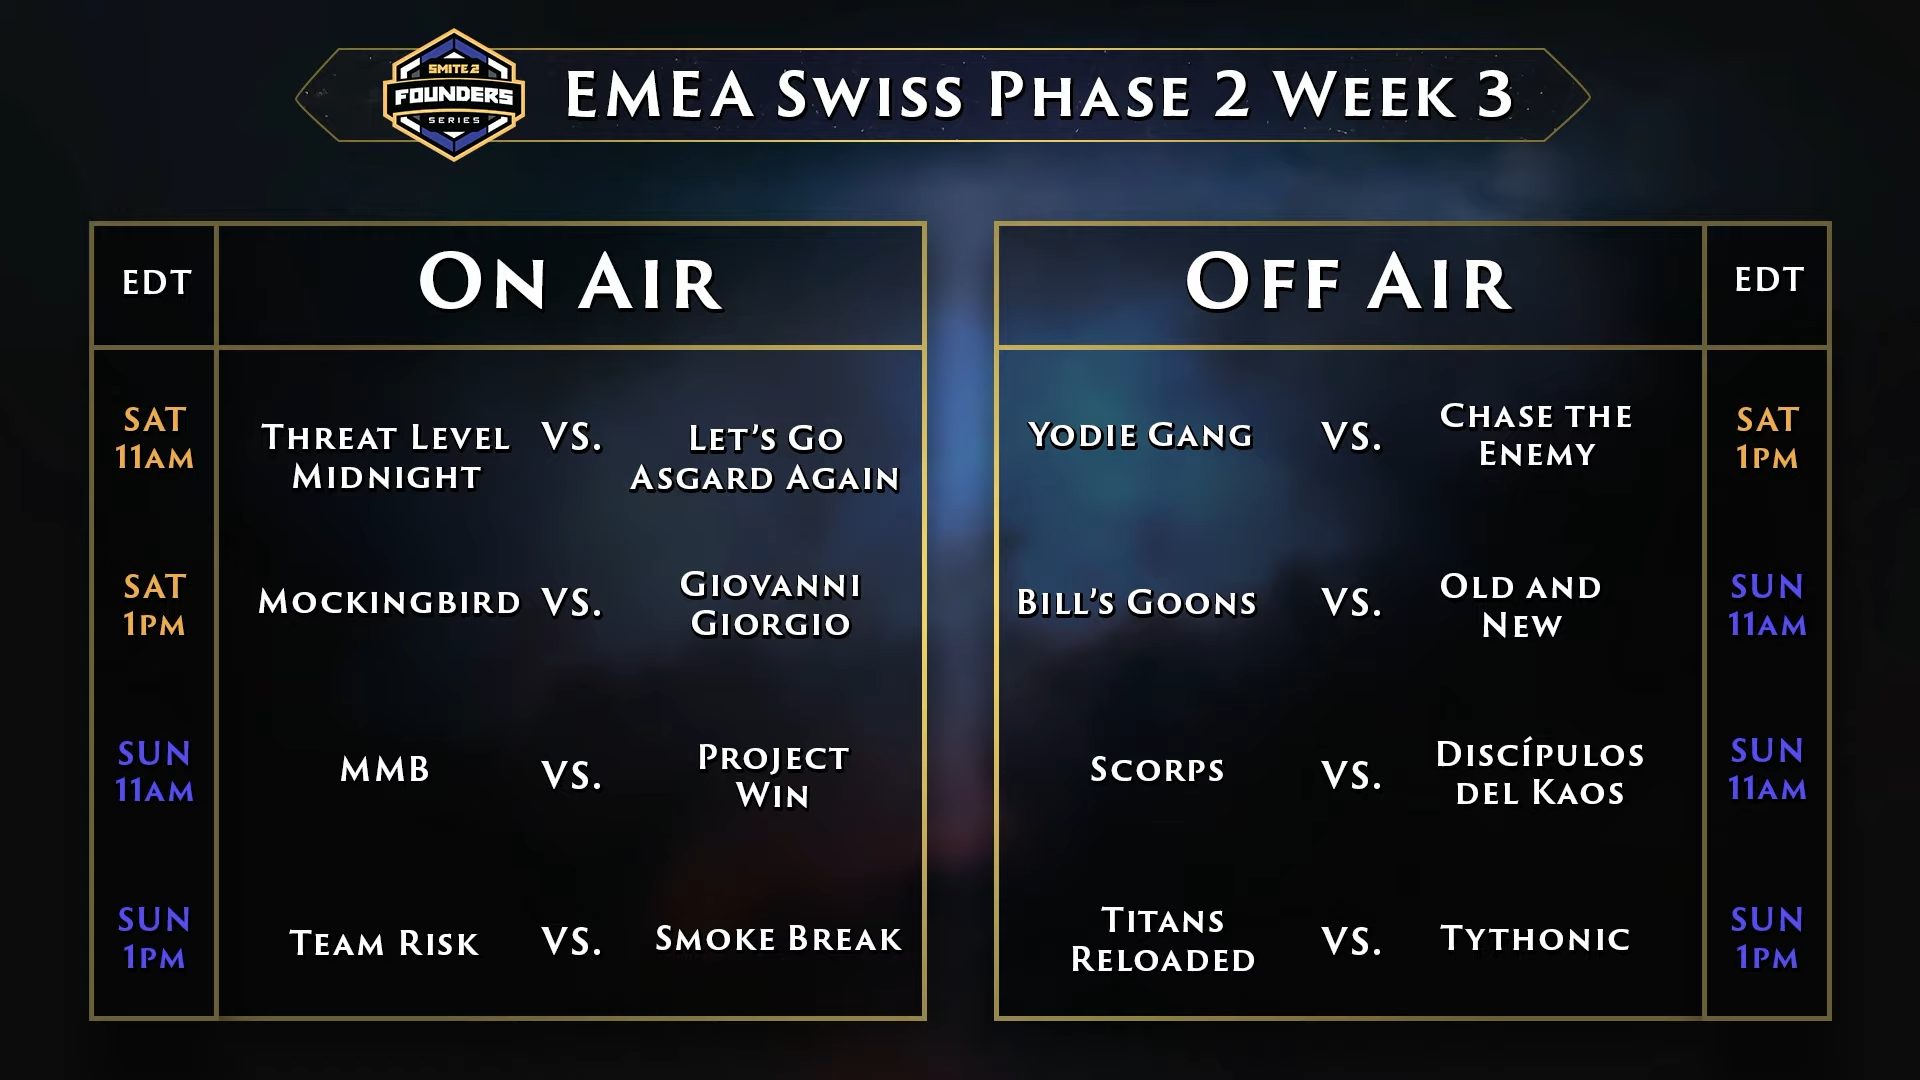 SMITE 2
FOUNDERS
SERIES
EMEA Swiss Phase 2 Week 3
EDT
On Air
SAT
11AM
Threat Level
Midnight
VS.
Let's Go
Asgard Again
SAT
1PM
Mockingbird
VS.
Giovanni
Giorgio
SUN
11AM
MMB
VS.
Project
Win
SUN
1PM
Team Risk
VS.
Smoke Break
Off Air
EDT
Yodie Gang
VS.
Chase the
Enemy
SAT
1PM
Bill's Goons
VS.
Old and
New
SUN
11AM
Scorps
VS.
Discípulos
del Kaos
SUN
11AM
Titans
Reloaded
VS.
Tythonic
SUN
1PM